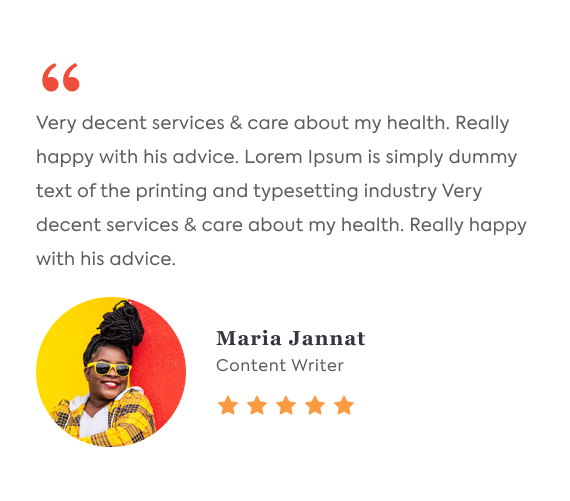 “
Very decent services & care about my health. Really
happy with his advice. Lorem Ipsum is simply dummy
text of the printing and typesetting industry Very
decent services & care about my health. Really happy
with his advice.
Maria Jannat
Content Writer